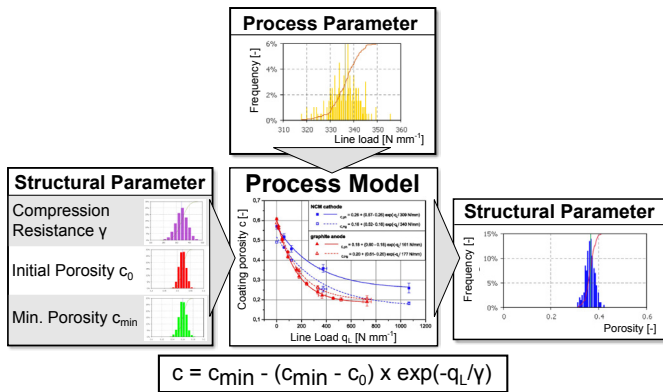 Process Parameter
Frequency [-]
6%
4%
2%
0%
310 320 330 340 350 360
Line load [N mm⁻¹]
Structural Parameter
Compression
Resistance γ
Initial Porosity c₀
Min. Porosity cmin
Process Model
Coating porosity c [-]
0,7
0,6
0,5
0,4
0,3
0,2
0,1
0 200 400 600 800 1000 1200
Line Load qL [N mm⁻¹]
NCM cathode
graphite anode
Structural Parameter
Frequency [-]
15%
10%
5%
0%
0 0.2 0.4 0.6
Porosity [-]
c = cmin - (cmin - c₀) x exp(-qL/γ)